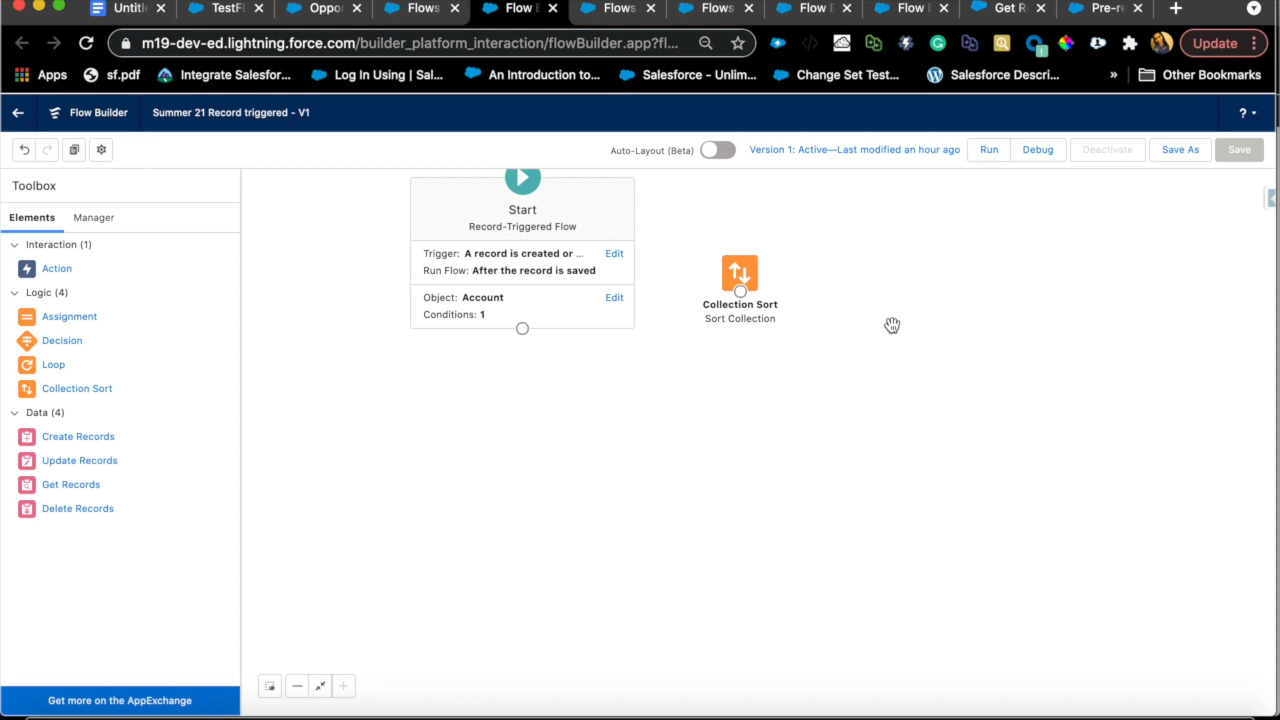 Untitl
TestFl
Oppo
Flows
Flow E
Flows
Flows
Flow B
Flow B
Get R
Pre-re
m19-dev-ed.lightning.force.com/builder_platform_interaction/flowBuilder.app?fl...
Update
Apps
sf.pdf
Integrate Salesfor...
Log In Using | Sal...
An Introduction to...
Salesforce - Unlim...
Change Set Test...
Salesforce Descri...
»
Other Bookmarks
Flow Builder
Summer 21 Record triggered - V1
?
Auto-Layout (Beta)
Version 1: Active—Last modified an hour ago
Run
Debug
Deactivate
Save As
Save
Toolbox
Elements
Manager
Interaction (1)
Action
Logic (4)
Assignment
Decision
Loop
Collection Sort
Data (4)
Create Records
Update Records
Get Records
Delete Records
Get more on the AppExchange
Start
Record-Triggered Flow
Trigger: A record is created or ...
Edit
Run Flow: After the record is saved
Object: Account
Edit
Conditions: 1
Collection Sort
Sort Collection